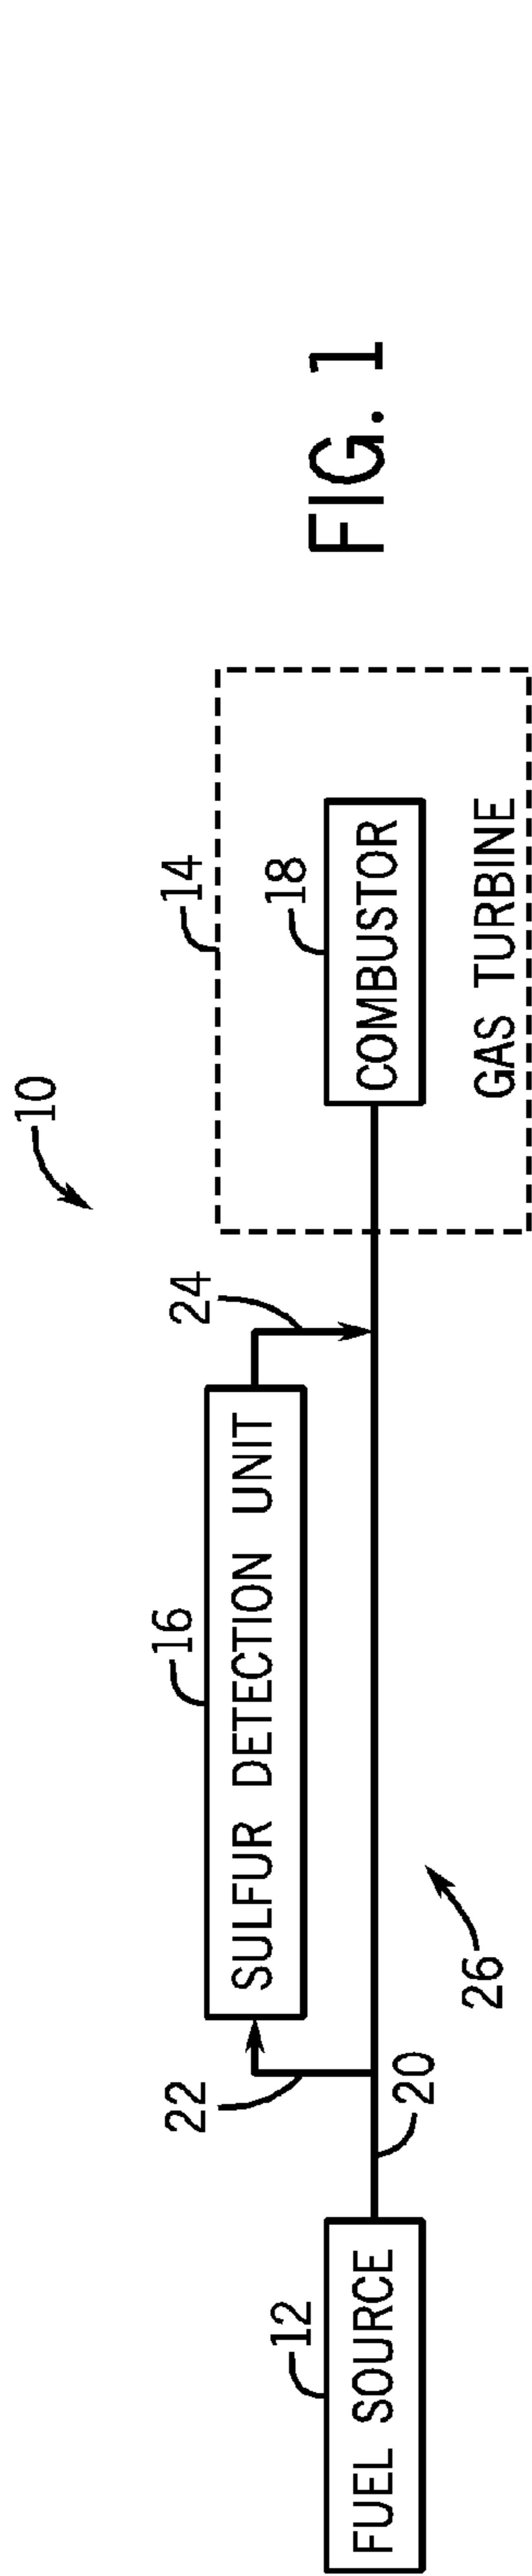 10
14
16
24
18
22
SULFUR DETECTION UNIT
12
FUEL SOURCE
COMBUSTOR
FIG. 1
20
26
GAS TURBINE